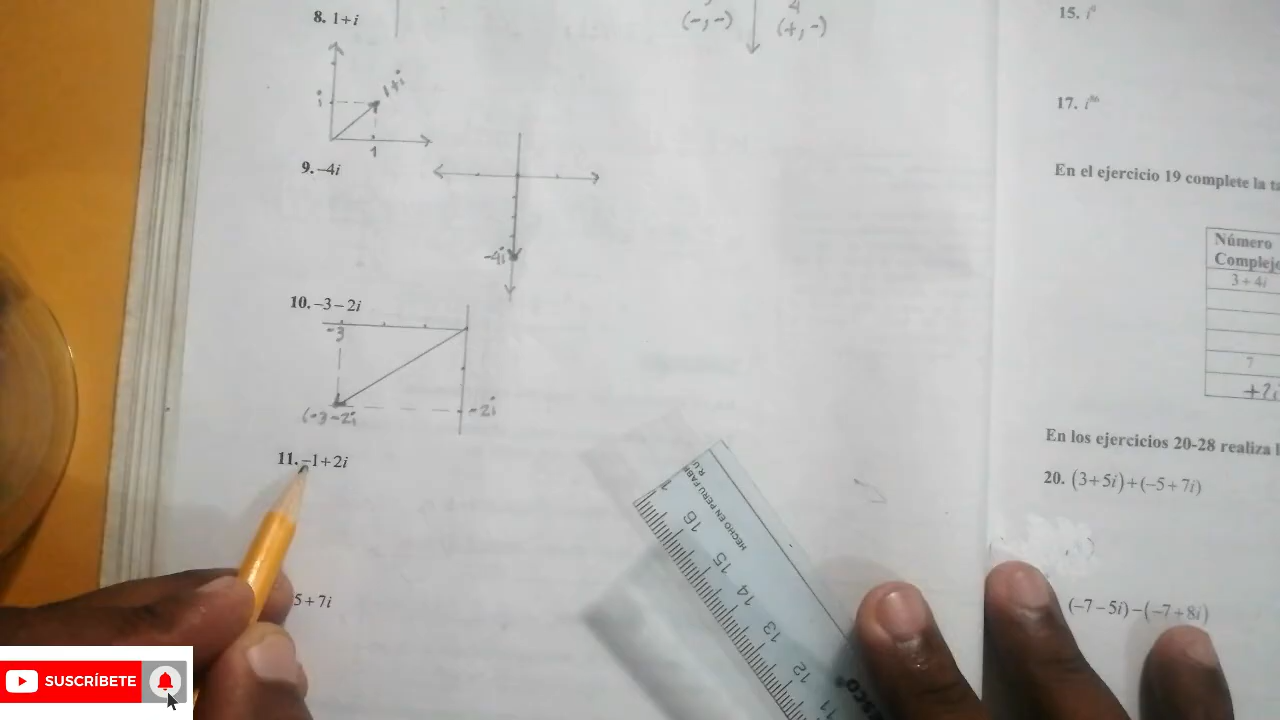 8. 1+i
1+i
i
1
9. -4i
-4i
10. -3-2i
-3
-2i
(-3-2i
11. -1+2i
5+7i
(-,-)
4
(+,-)
15. i
17. i
En el ejercicio 19 complete la
Número
3+4i
7
+2i
En los ejercicios 20-28 realiza
20. (3+5i)+(-5+7i)
(-7-5i)-(-7+8i)
HECHO EN PERU
16
15
14
13
12
11
SUSCRÍBETE